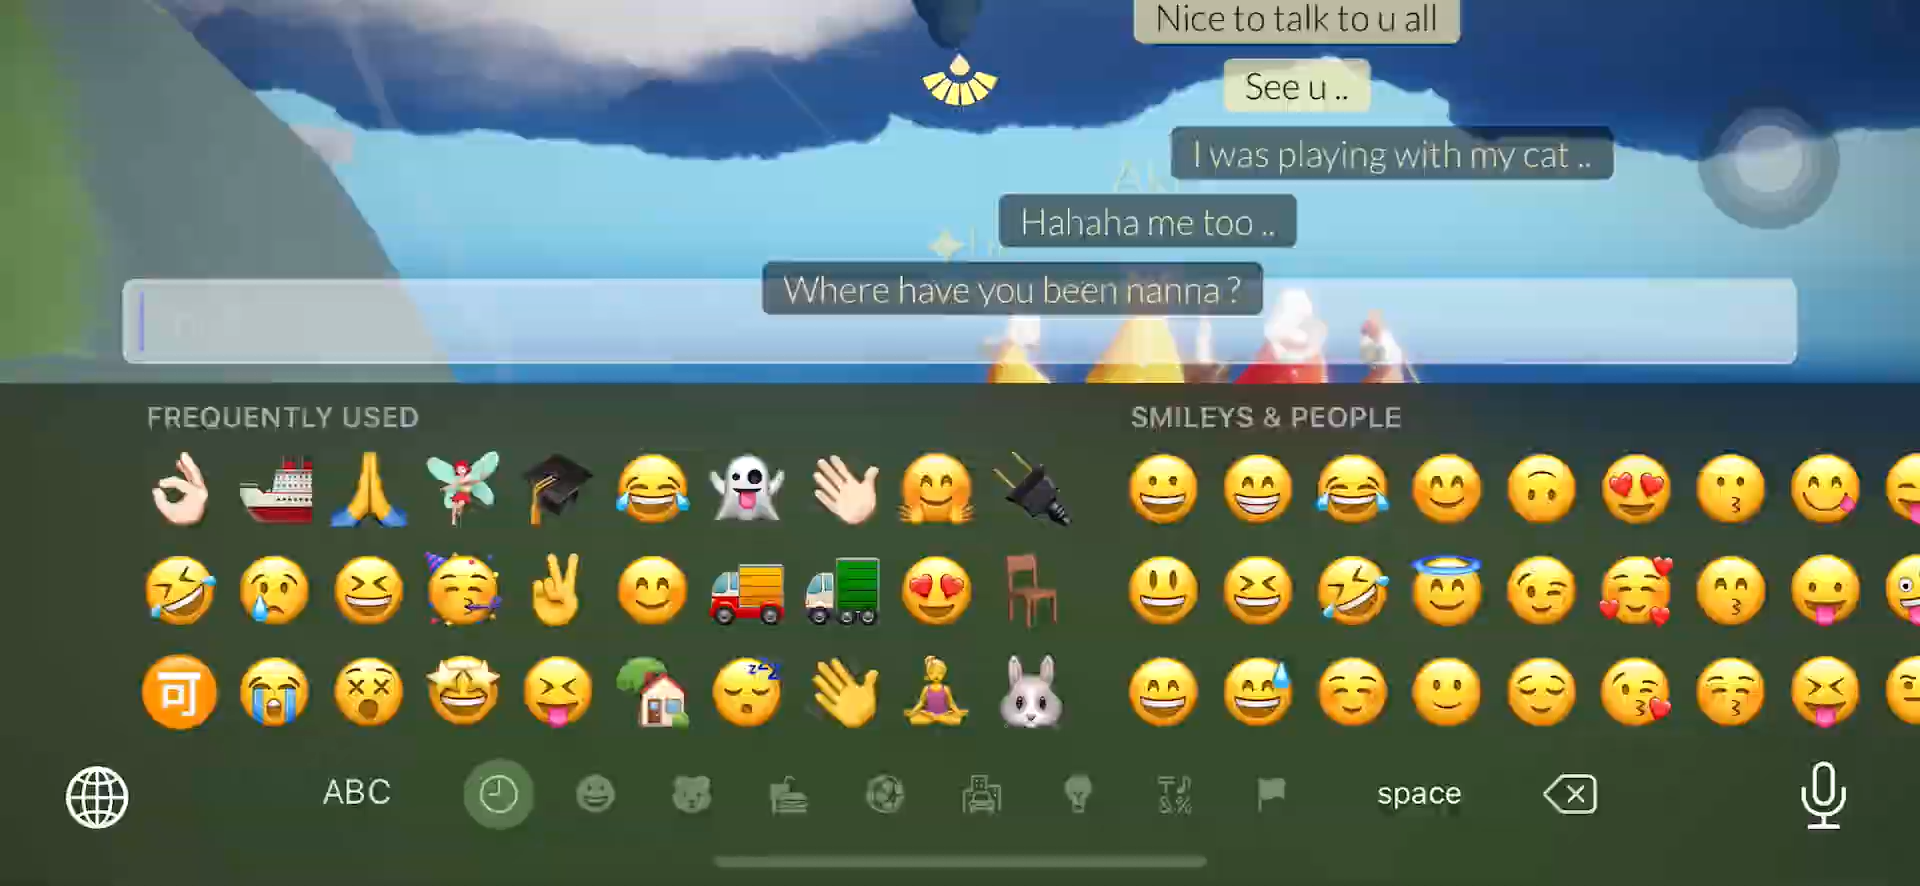 Nice to talk to u all
See u ..
I was playing with my cat ..
Hahaha me too ..
Where have you been nanna ?
FREQUENTLY USED
SMILEYS & PEOPLE
可
ABC
space